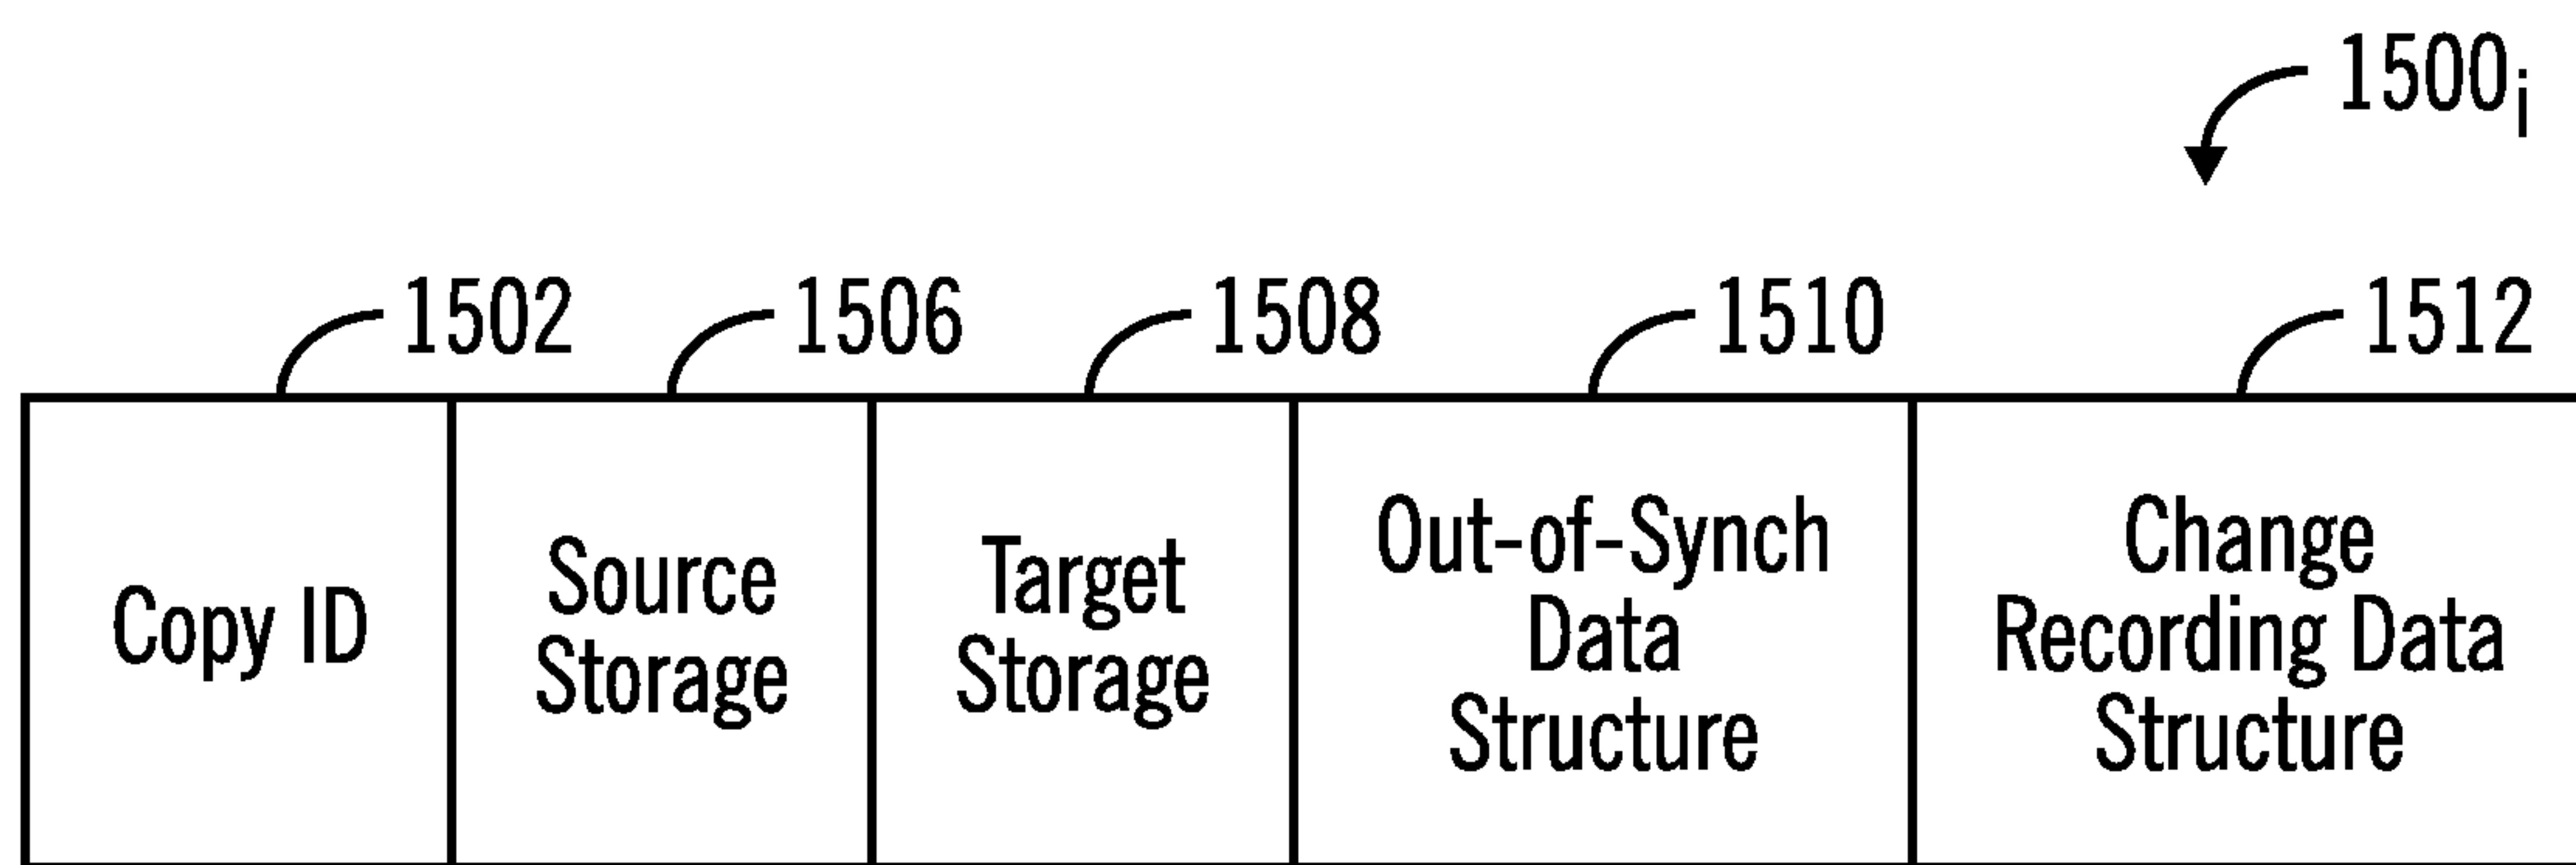 1500i
1502 1506 1508 1510 1512
Copy ID
Source
Storage
Target
Storage
Out-of-Synch
Data
Structure
Change
Recording Data
Structure